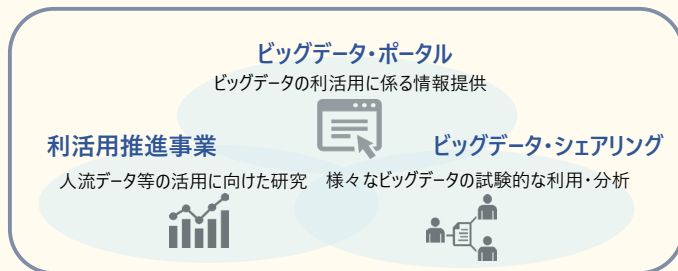 ビッグデータ・ポータル
ビッグデータの利活用に係る情報提供
利活用推進事業
人流データ等の活用に向けた研究
ビッグデータ・シェアリング
様々なビッグデータの試験的な利用・分析